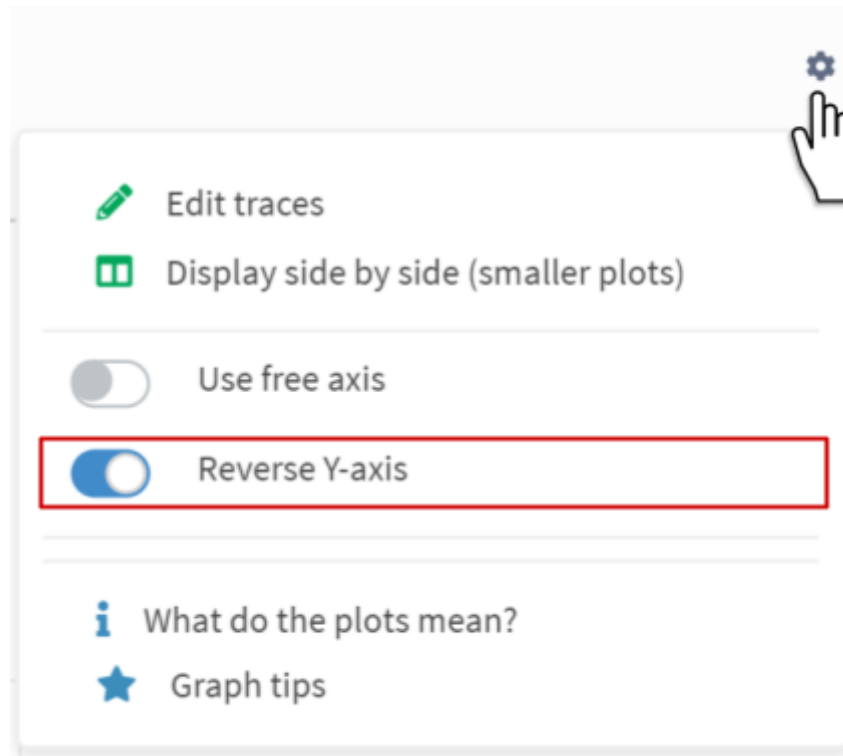 Edit traces
Display side by side (smaller plots)
Use free axis
Reverse Y-axis
What do the plots mean?
Graph tips